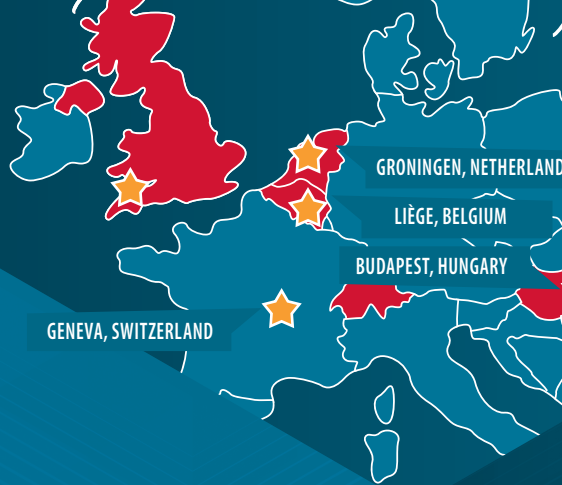 GRONINGEN, NETHERLAND
LIÈGE, BELGIUM
BUDAPEST, HUNGARY
GENEVA, SWITZERLAND